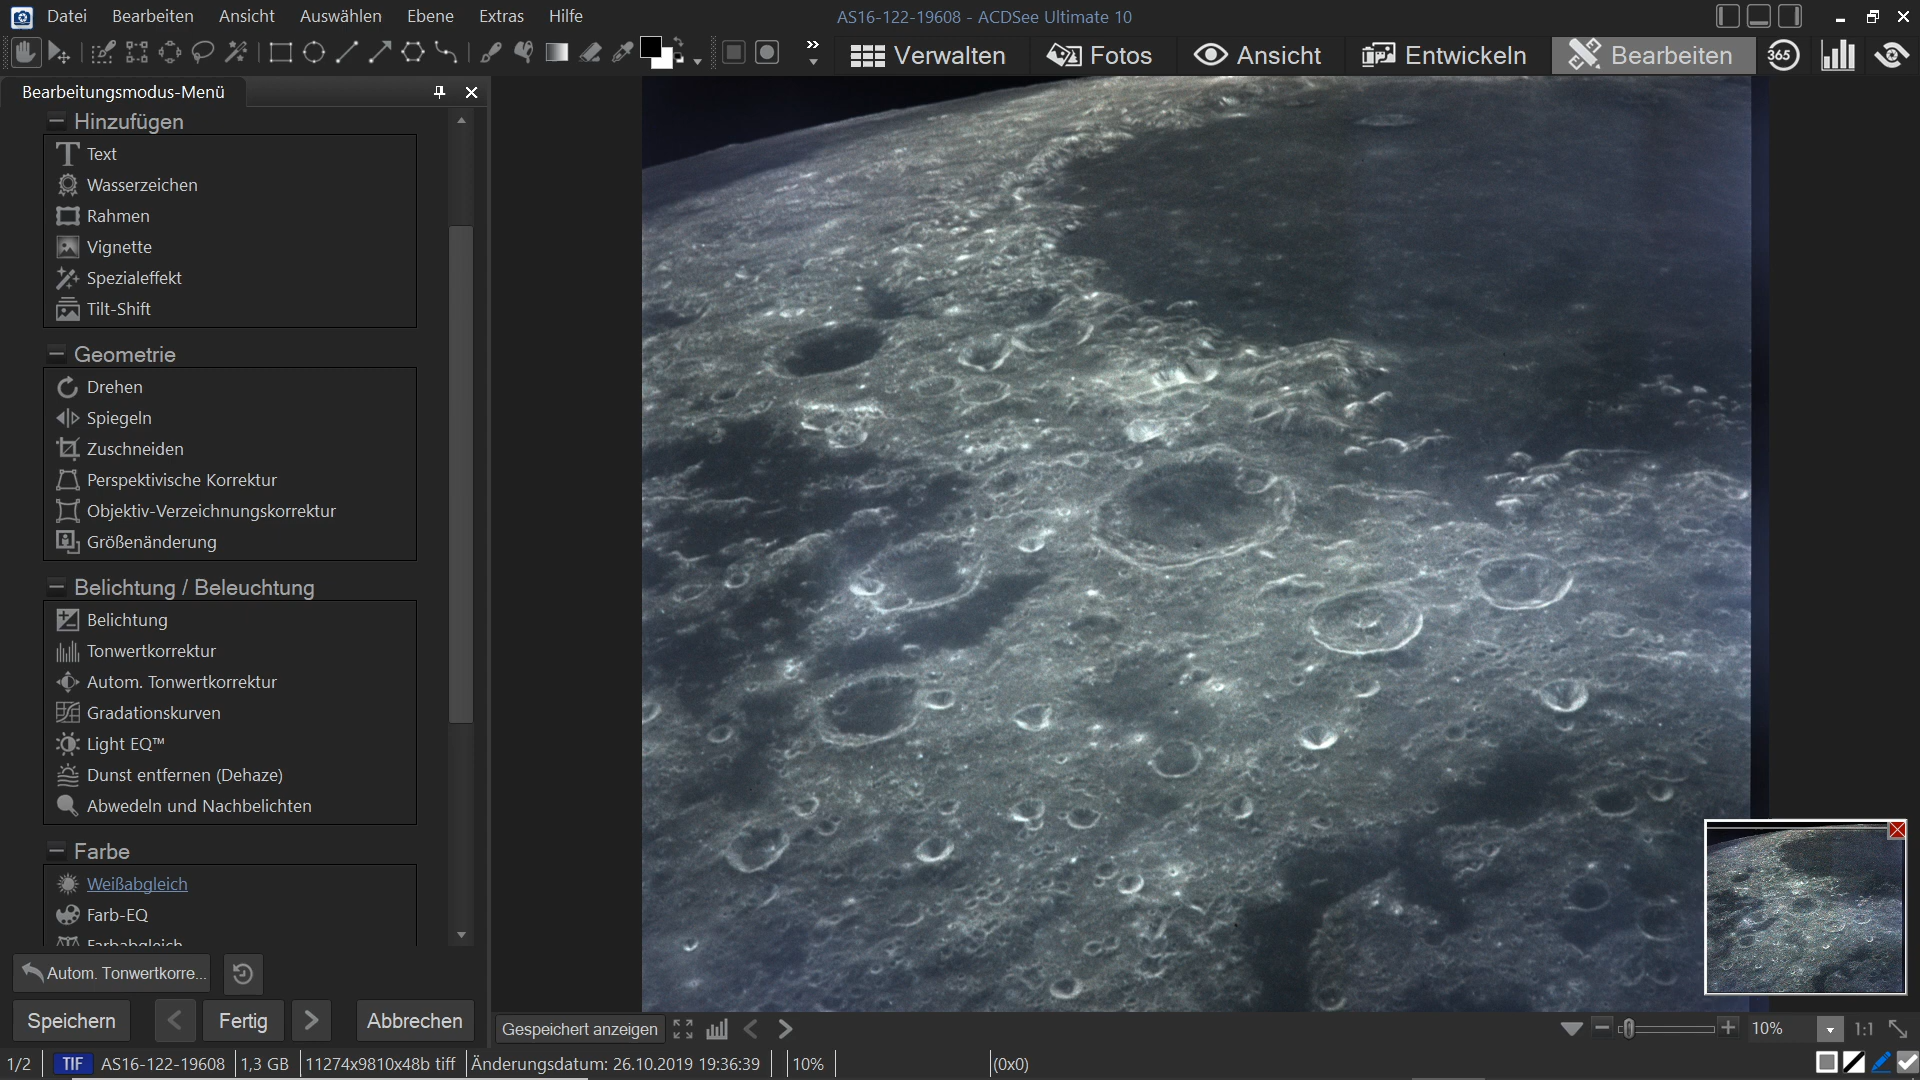 Datei Bearbeiten Ansicht Auswählen Ebene Extras Hilfe
AS16-122-19608 - ACDSee Ultimate 10
Verwalten Fotos Ansicht Entwickeln Bearbeiten 365
Bearbeitungsmodus-Menü
Hinzufügen
Text
Wasserzeichen
Rahmen
Vignette
Spezialeffekt
Tilt-Shift
Geometrie
Drehen
Spiegeln
Zuschneiden
Perspektivische Korrektur
Objektiv-Verzeichnungskorrektur
Größenänderung
Belichtung / Beleuchtung
Belichtung
Tonwertkorrektur
Autom. Tonwertkorrektur
Gradationskurven
Light EQ™
Dunst entfernen (Dehaze)
Abwedeln und Nachbelichten
Farbe
Weißabgleich
Farb-EQ
Farbabgleich
Autom. Tonwertkorre...
Speichern Fertig Abbrechen
Gespeichert anzeigen
10% 1:1
1/2 TIF AS16-122-19608 1,3 GB 11274x9810x48b tiff Änderungsdatum: 26.10.2019 19:36:39 10% (0x0)